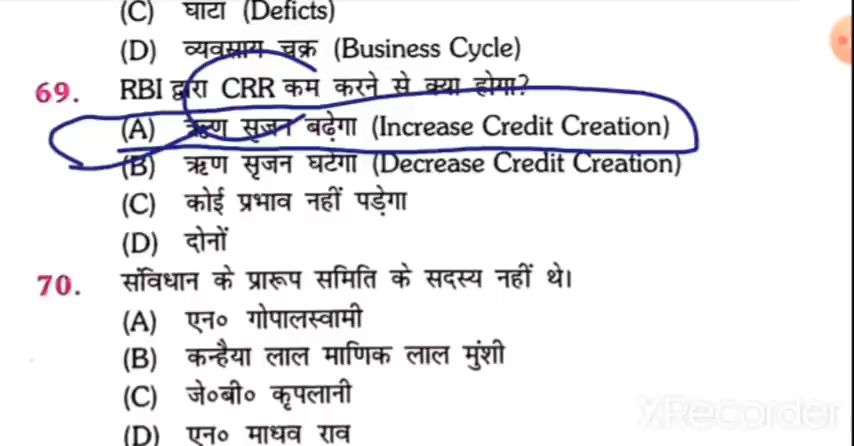 (C) घाटा (Deficts)
(D) व्यवसाय चक्र (Business Cycle)
69. RBI द्वारा CRR कम करने से क्या होगा?
(A) ऋण सृजन बढ़ेगा (Increase Credit Creation)
(B) ऋण सृजन घटेगा (Decrease Credit Creation)
(C) कोई प्रभाव नहीं पड़ेगा
(D) दोनों
70. संविधान के प्रारूप समिति के सदस्य नहीं थे।
(A) एन० गोपालस्वामी
(B) कन्हैया लाल माणिक लाल मुंशी
(C) जे०बी० कृपलानी
(D) एन० माधव राव
XRecorder